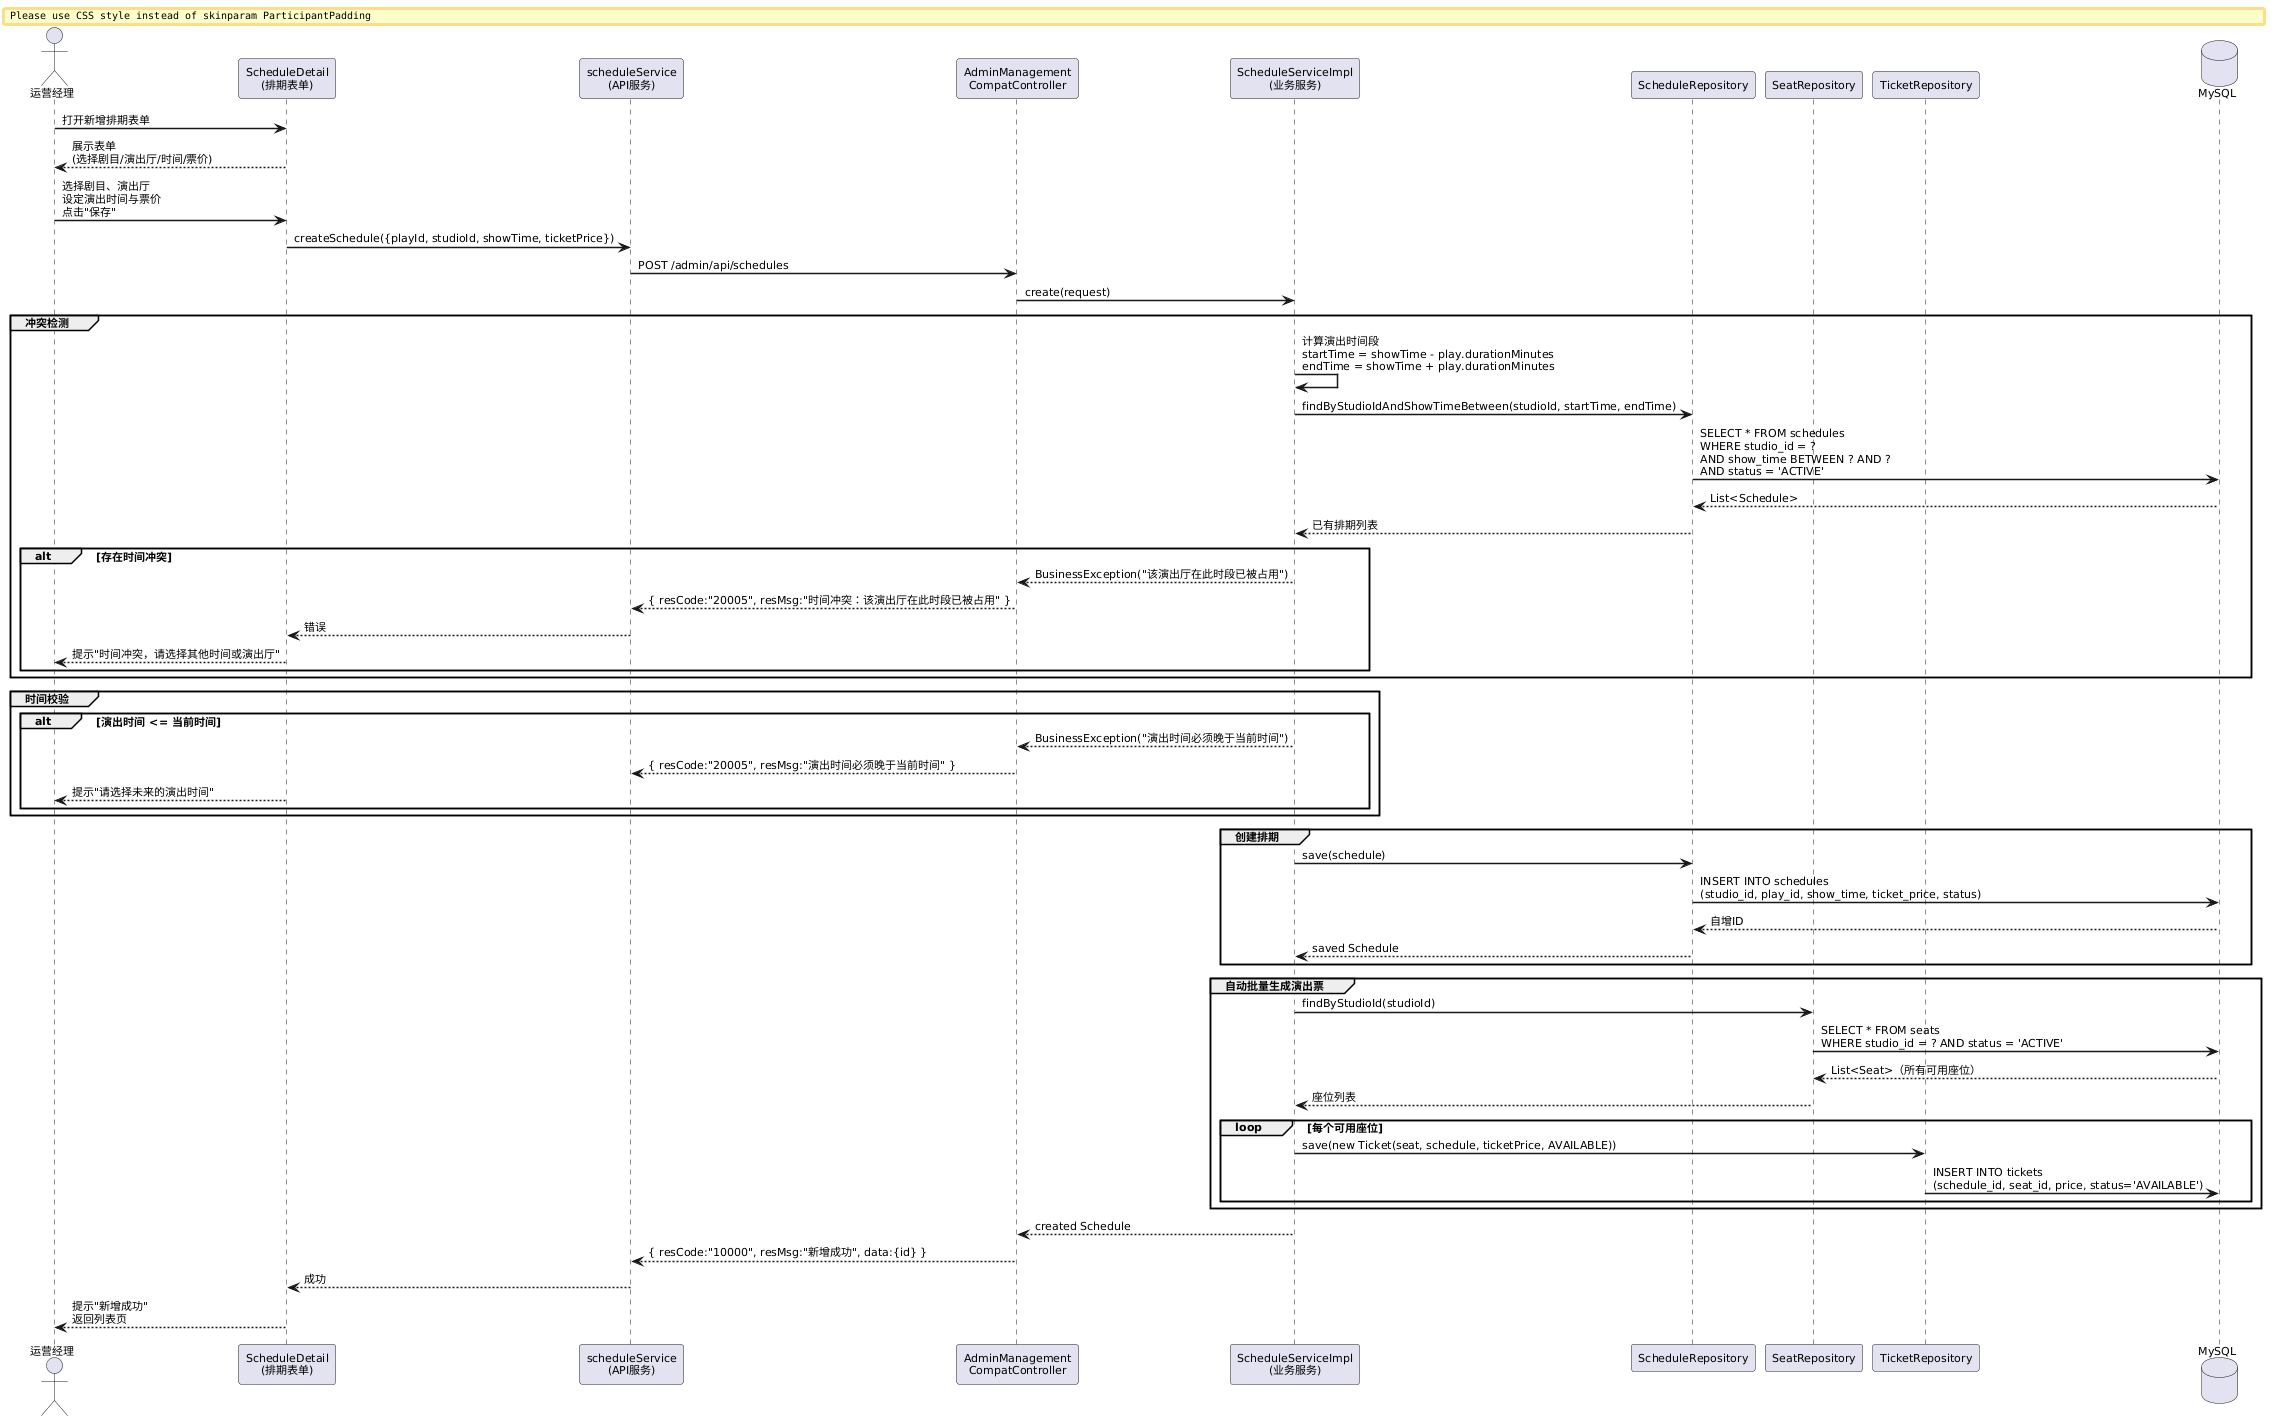 Please use CSS style instead of skinparam ParticipantPadding
运营经理
ScheduleDetail
(排期表单)
scheduleService
(API服务)
AdminManagement
CompatController
ScheduleServiceImpl
(业务服务)
ScheduleRepository
SeatRepository
TicketRepository
MySQL
打开新增排期表单
展示表单
(选择剧目/演出厅/时间/票价)
选择剧目、演出厅
设定演出时间与票价
点击"保存"
createSchedule({playId, studioId, showTime, ticketPrice})
POST /admin/api/schedules
create(request)
冲突检测
计算演出时间段
startTime = showTime - play.durationMinutes
endTime = showTime + play.durationMinutes
findByStudioIdAndShowTimeBetween(studioId, startTime, endTime)
SELECT * FROM schedules
WHERE studio_id = ?
AND show_time BETWEEN ? AND ?
AND status = 'ACTIVE'
List<Schedule>
已有排期列表
alt [存在时间冲突]
BusinessException("该演出厅在此时段已被占用")
{ resCode:"20005", resMsg:"时间冲突：该演出厅在此时段已被占用" }
错误
提示"时间冲突，请选择其他时间或演出厅"
时间校验
alt [演出时间 <= 当前时间]
BusinessException("演出时间必须晚于当前时间")
{ resCode:"20005", resMsg:"演出时间必须晚于当前时间" }
提示"请选择未来的演出时间"
创建排期
save(schedule)
INSERT INTO schedules
(studio_id, play_id, show_time, ticket_price, status)
自增ID
saved Schedule
自动批量生成演出票
findByStudioId(studioId)
SELECT * FROM seats
WHERE studio_id = ? AND status = 'ACTIVE'
List<Seat>（所有可用座位）
座位列表
loop [每个可用座位]
save(new Ticket(seat, schedule, ticketPrice, AVAILABLE))
INSERT INTO tickets
(schedule_id, seat_id, price, status='AVAILABLE')
created Schedule
{ resCode:"10000", resMsg:"新增成功", data:{id} }
成功
提示"新增成功"
返回列表页
运营经理
ScheduleDetail
(排期表单)
scheduleService
(API服务)
AdminManagement
CompatController
ScheduleServiceImpl
(业务服务)
ScheduleRepository
SeatRepository
TicketRepository
MySQL